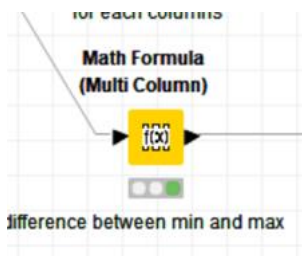 for each columns
Math Formula
(Multi Column)
f(x)
difference between min and max